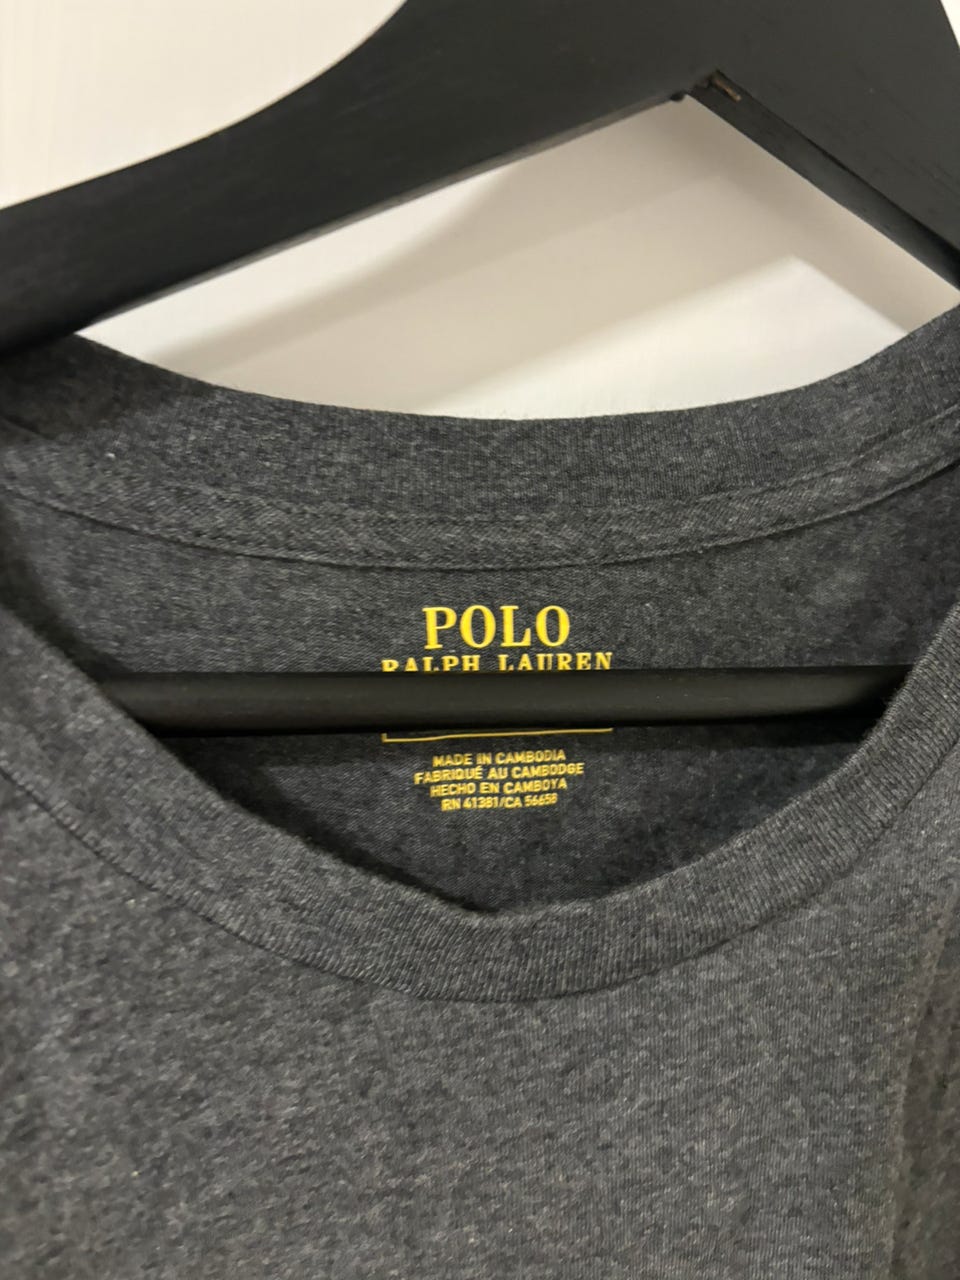 POLO
RALPH LAUREN
MADE IN CAMBODIA
FABRIQUÉ AU CAMBODGE
HECHO EN CAMBOYA
RN 41381/CA 56658